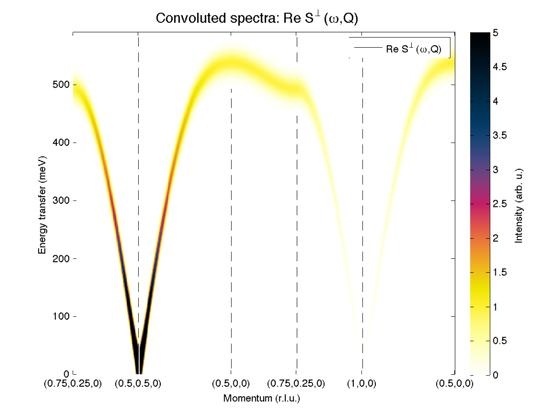 Convoluted spectra: Re S⊥(ω,Q)
Re S⊥(ω,Q)
Energy transfer (meV)
500
400
300
200
100
0
(0.75,0.25,0) (0.5,0.5,0) (0.5,0,0) (0.75,0.25,0) (1,0,0) (0.5,0,0)
Momentum (r.l.u.)
5
4.5
4
3.5
3
2.5
2
1.5
1
0.5
0
Intensity (arb. u.)